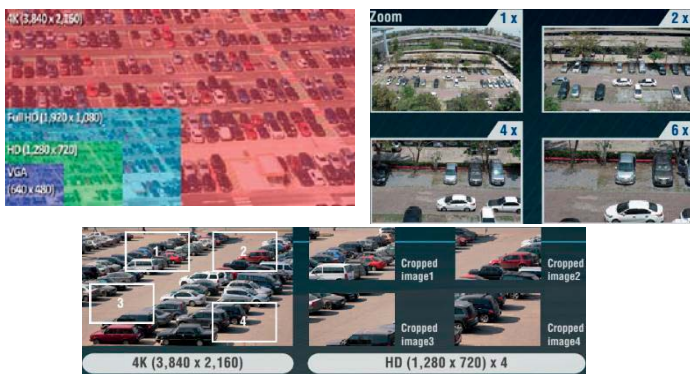 4K (3,840 x 2,160)
Full HD (1,920 x 1,080)
HD (1,280 x 720)
VGA
(640 x 480)
Zoom
1 x
2 x
4 x
6 x
1
2
3
4
Cropped
image1
Cropped
image2
Cropped
image3
Cropped
image4
4K (3,840 x 2,160)
HD (1,280 x 720) x 4